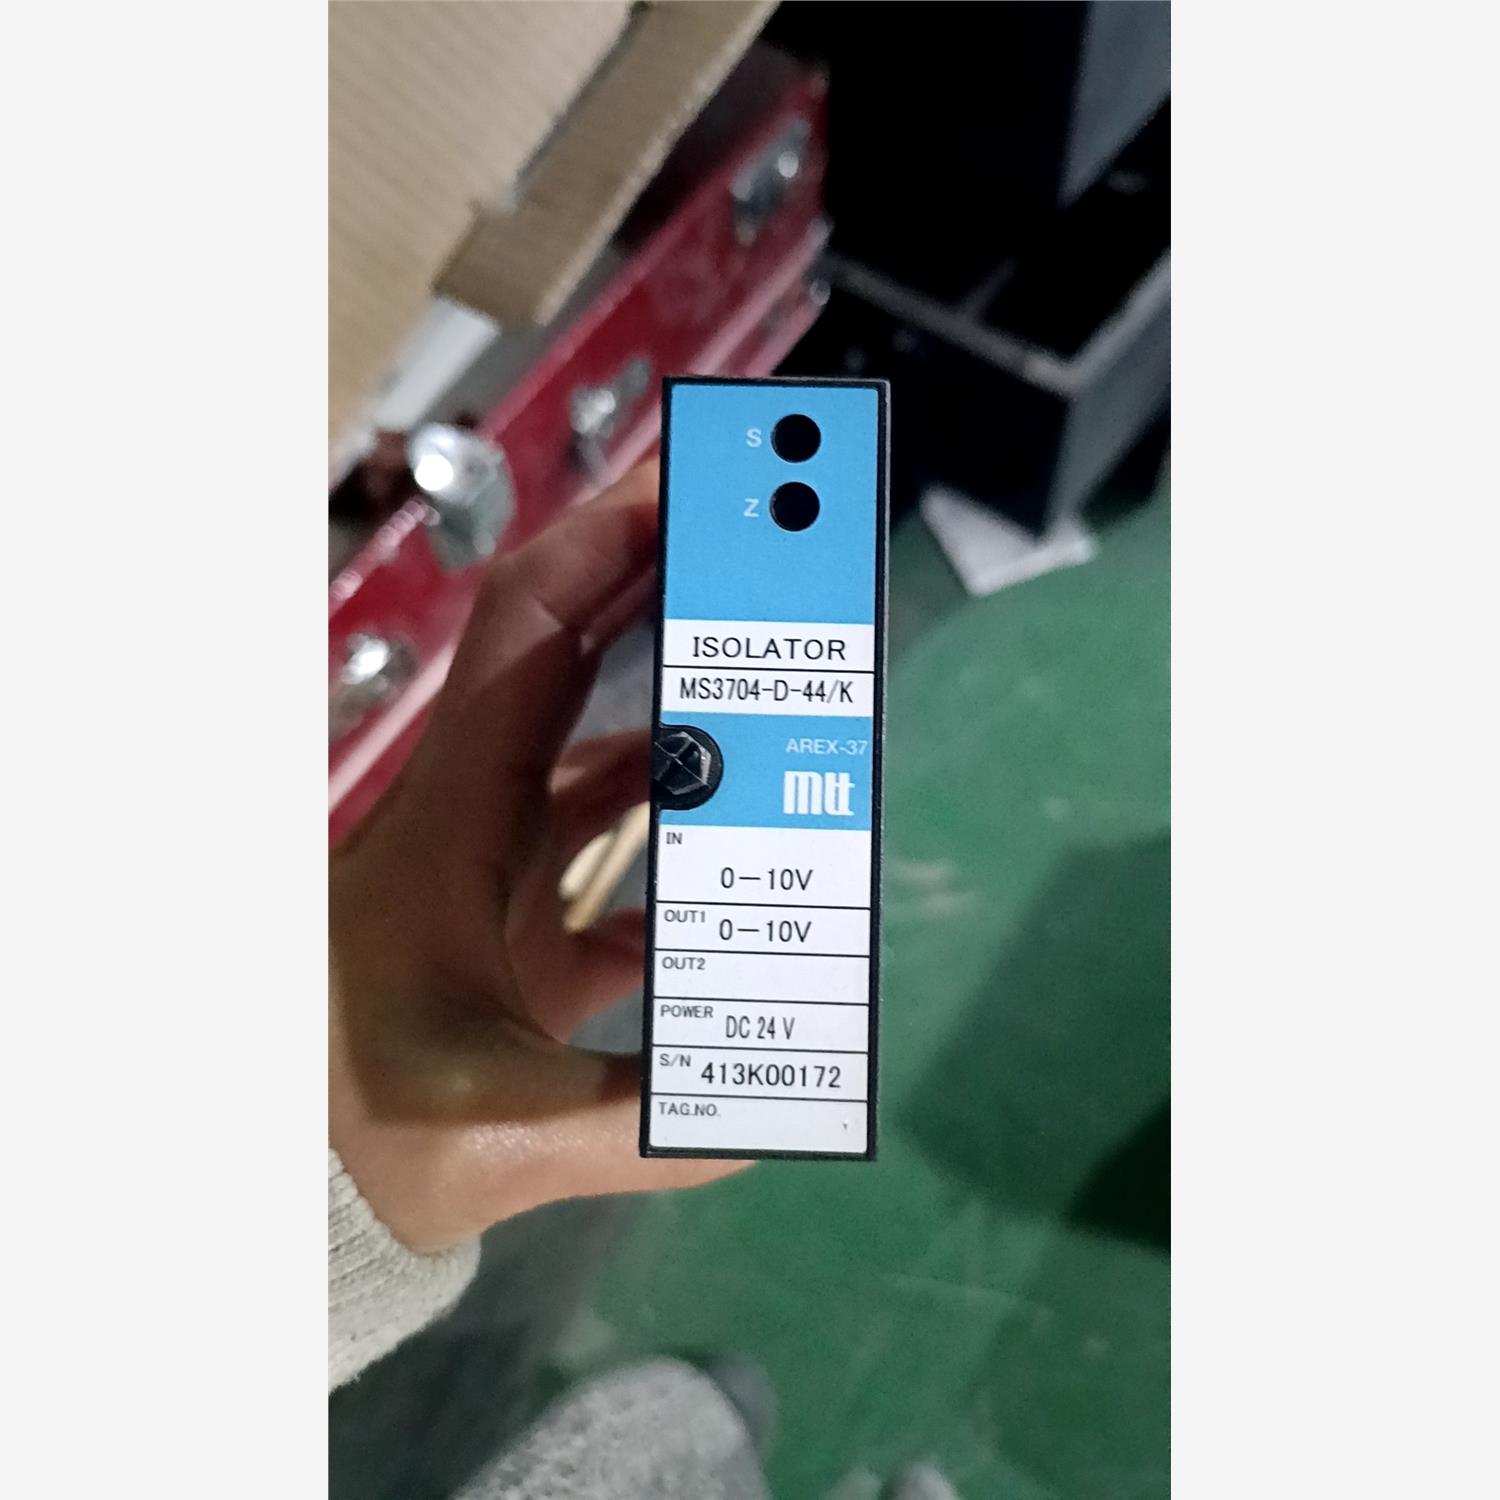 S
Z
ISOLATOR
MS3704-D-44/K
AREX-37
mtt
IN
0-10V
OUT1 0-10V
OUT2
POWER DC 24 V
S/N 413K00172
TAG.NO.